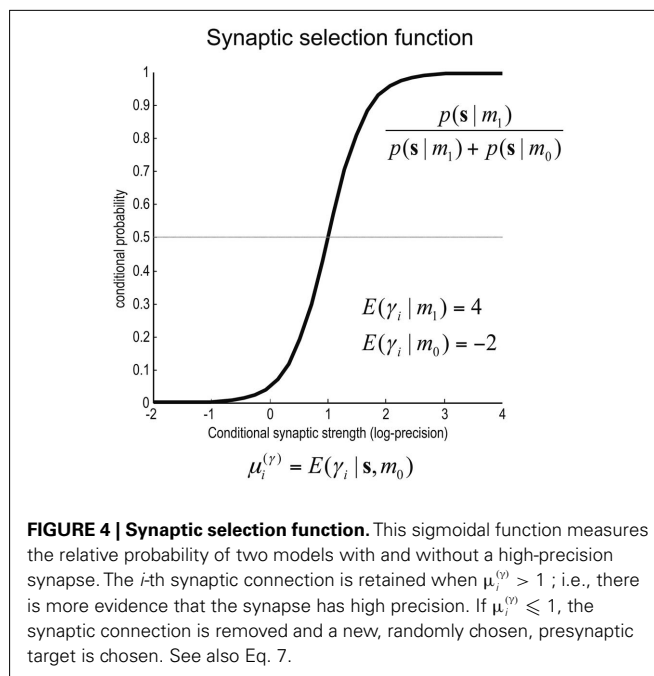 Synaptic selection function
1
0.9
0.8
0.7
0.6
0.5
0.4
0.3
0.2
0.1
0
conditional probability
p(s | m₁)
p(s | m₁) + p(s | m₀)
E(γᵢ | m₁) = 4
E(γᵢ | m₀) = −2
-2 -1 0 1 2 3 4
Conditional synaptic strength (log-precision)
μᵢ^(γ) = E(γᵢ | s, m₀)
FIGURE 4 | Synaptic selection function. This sigmoidal function measures
the relative probability of two models with and without a high-precision
synapse. The i-th synaptic connection is retained when μᵢ^(γ) > 1 ; i.e., there
is more evidence that the synapse has high precision. If μᵢ^(γ) ⩽ 1, the
synaptic connection is removed and a new, randomly chosen, presynaptic
target is chosen. See also Eq. 7.